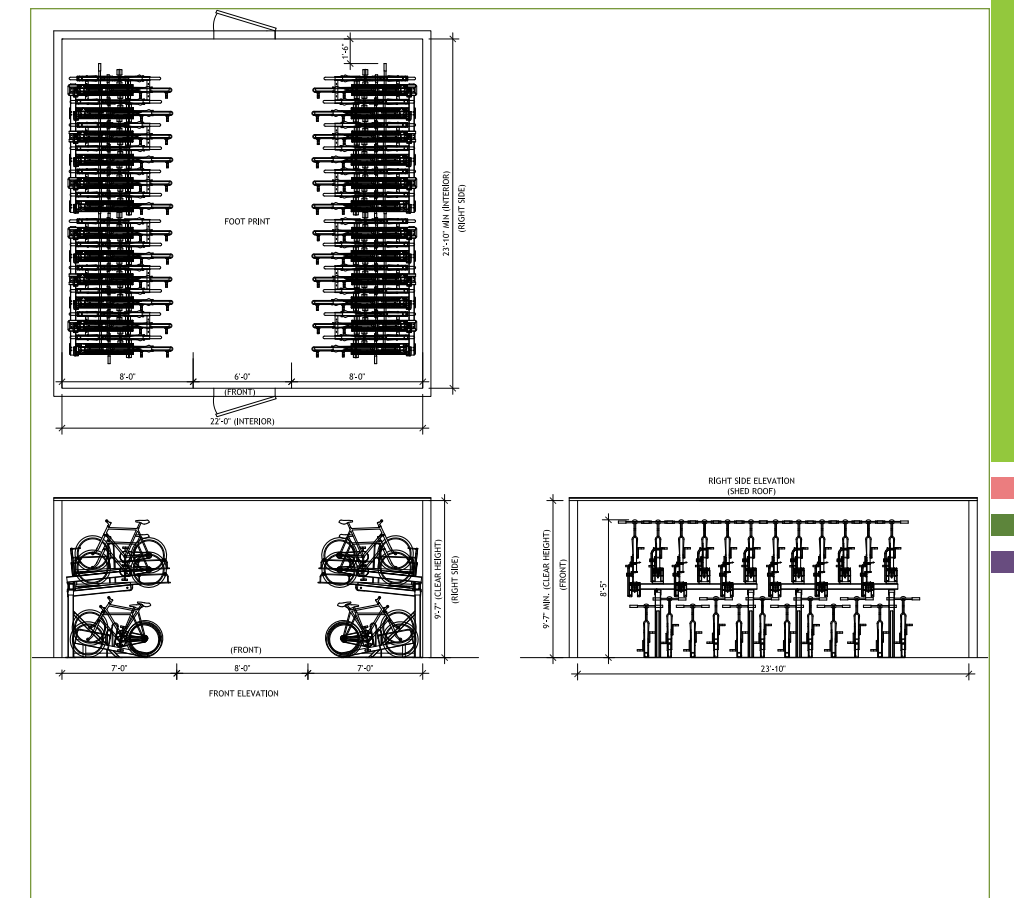 1'-6"
FOOT PRINT
23'-10" MIN (INTERIOR)
(RIGHT SIDE)
8'-0"
6'-0"
8'-0"
(FRONT)
22'-0" (INTERIOR)
9'-7" (CLEAR HEIGHT)
(RIGHT SIDE)
(FRONT)
7'-0"
8'-0"
7'-0"
FRONT ELEVATION
RIGHT SIDE ELEVATION
(SHED ROOF)
9'-7" MIN. (CLEAR HEIGHT)
(FRONT)
8'-5"
23'-10"